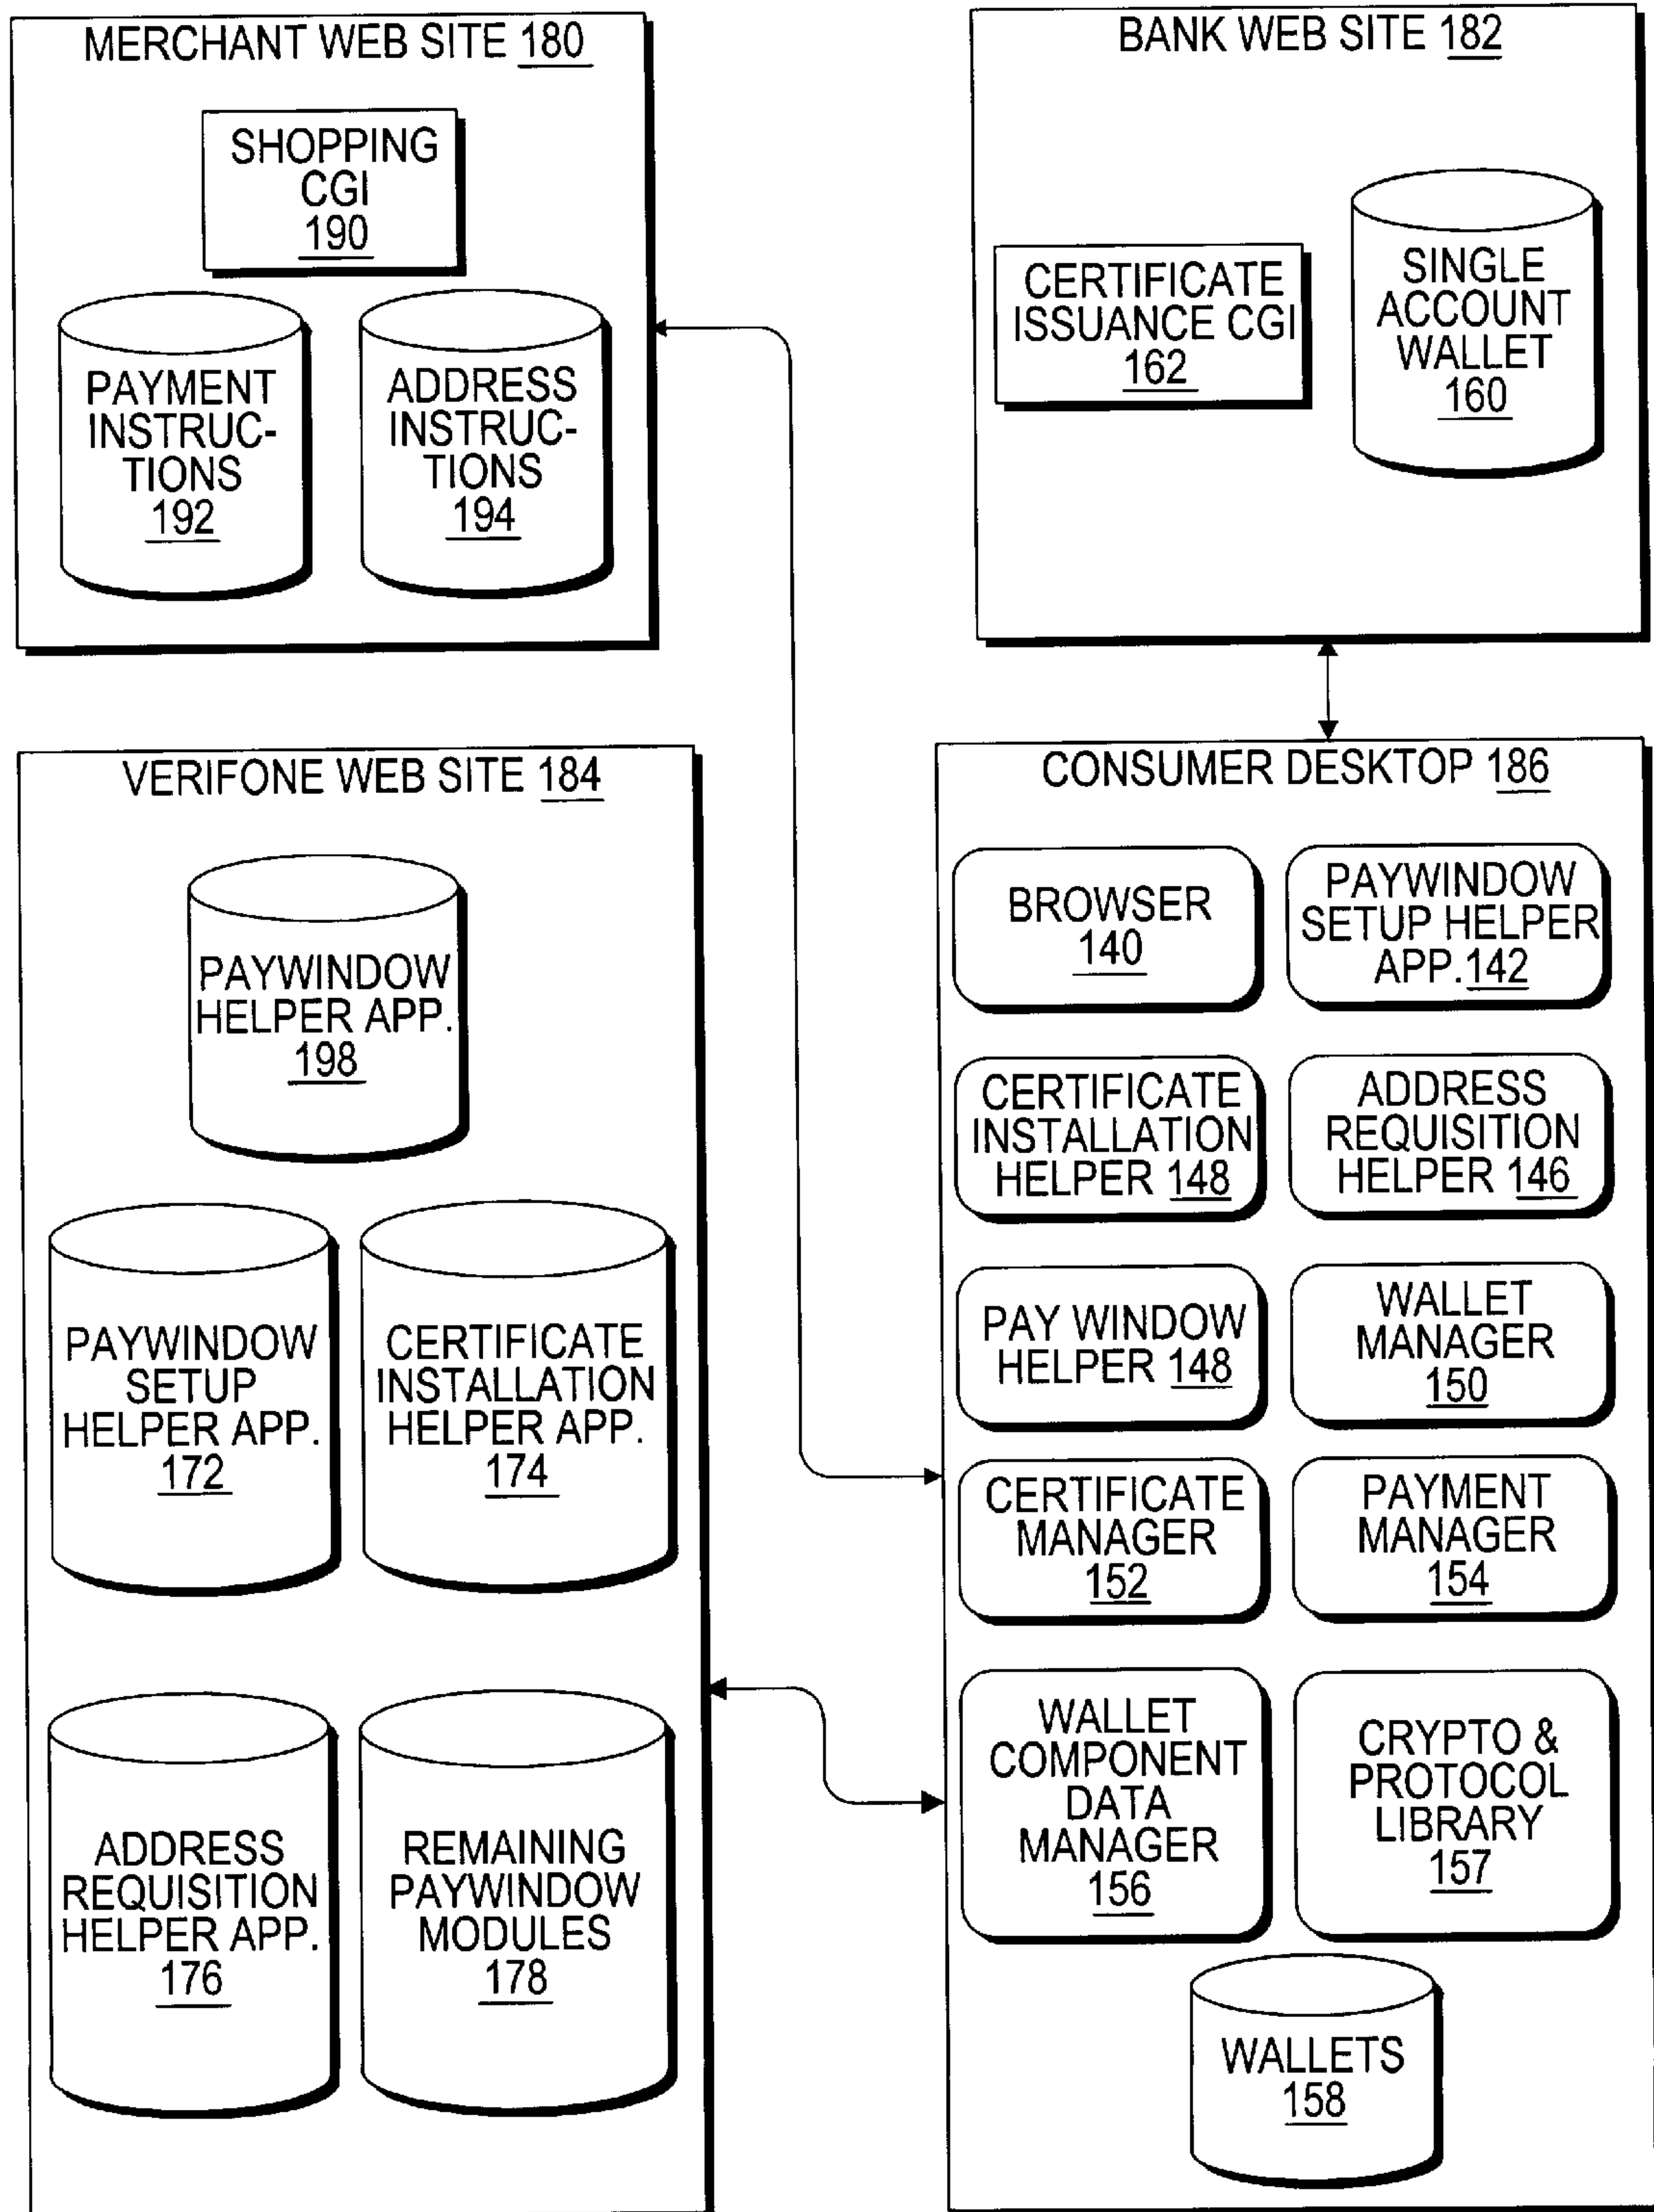 MERCHANT WEB SITE 180
SHOPPING
CGI
190
PAYMENT
INSTRUC-
TIONS
192
ADDRESS
INSTRUC-
TIONS
194
BANK WEB SITE 182
CERTIFICATE
ISSUANCE CGI
162
SINGLE
ACCOUNT
WALLET
160
VERIFONE WEB SITE 184
PAYWINDOW
HELPER APP.
198
PAYWINDOW
SETUP
HELPER APP.
172
CERTIFICATE
INSTALLATION
HELPER APP.
174
ADDRESS
REQUISITION
HELPER APP.
176
REMAINING
PAYWINDOW
MODULES
178
CONSUMER DESKTOP 186
BROWSER
140
PAYWINDOW
SETUP HELPER
APP. 142
CERTIFICATE
INSTALLATION
HELPER 148
ADDRESS
REQUISITION
HELPER 146
PAY WINDOW
HELPER 148
WALLET
MANAGER
150
CERTIFICATE
MANAGER
152
PAYMENT
MANAGER
154
WALLET
COMPONENT
DATA
MANAGER
156
CRYPTO &
PROTOCOL
LIBRARY
157
WALLETS
158